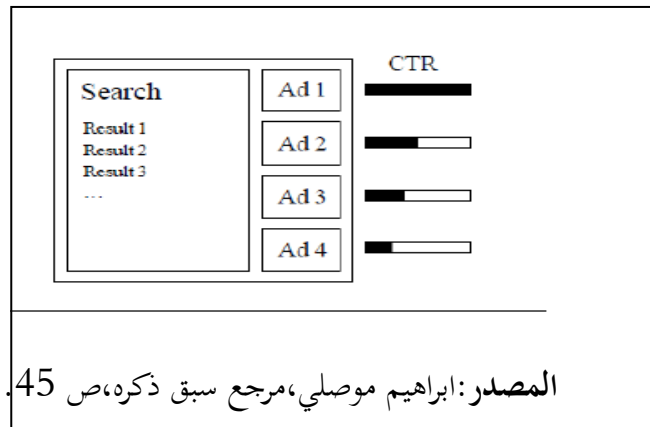 CTR
Search
Result 1
Result 2
Result 3
...
Ad 1
Ad 2
Ad 3
Ad 4
المصدر:ابراهيم موصلي،مرجع سبق ذكره،ص 45.